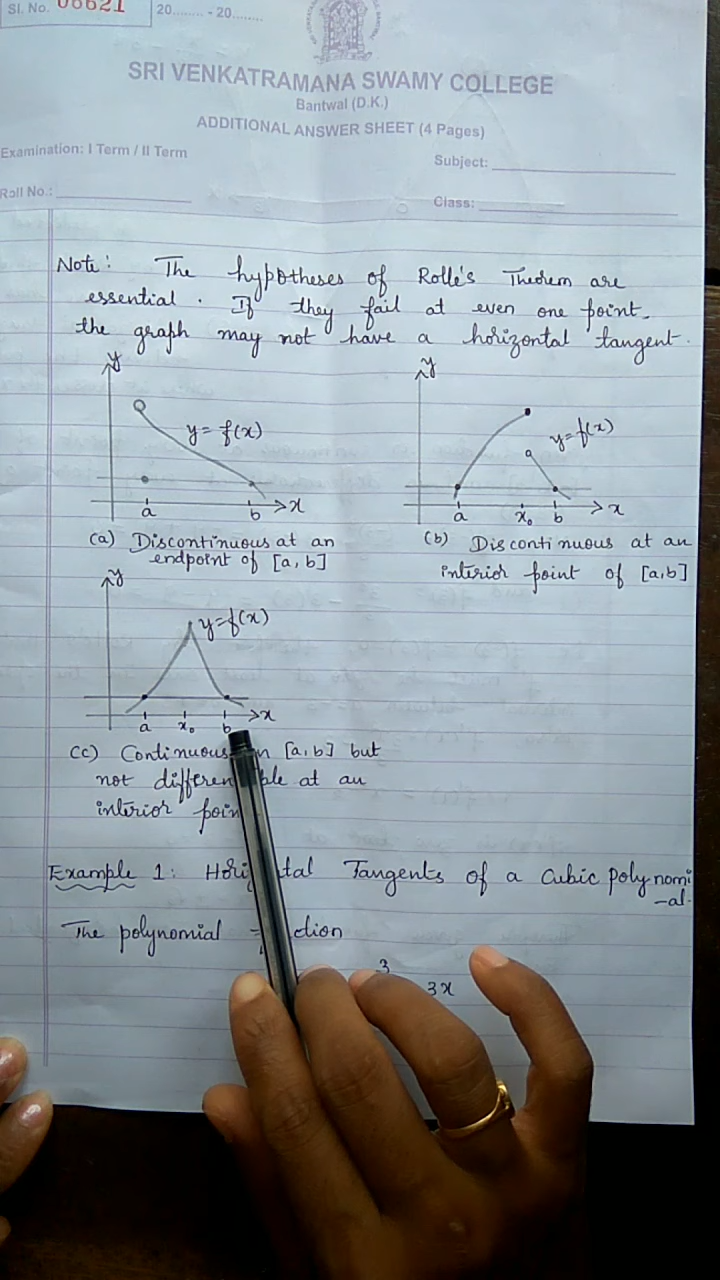 Sl. No. 06621
20........ - 20........
SRI VENKATRAMANA SWAMY COLLEGE
Bantwal (D.K.)
ADDITIONAL ANSWER SHEET (4 Pages)
Examination: I Term / II Term
Subject:
Roll No.:
Class:
Note: The hypotheses of Rolle's Theorem are
essential. If they fail at even one point.
the graph may not have a horizontal tangent.
y
y = f(x)
a b x
y
y=f(x)
a x₀ b x
(a) Discontinuous at an
endpoint of [a, b]
(b) Discontinuous at an
interior point of [a,b]
y
y=f(x)
a x₀ b x
(c) Continuous [a,b] but
not at an
interior
Example 1: Tangents of a Cubic polynomi
-al.
The polynomial
3
3x